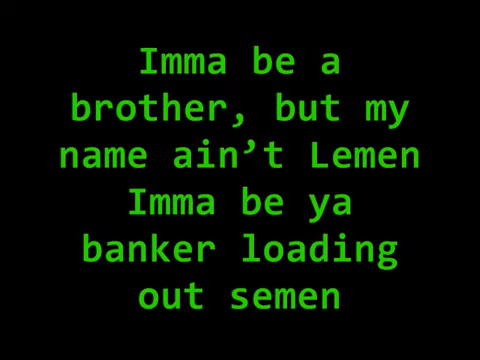 Imma be a
brother, but my
name ain’t Lemen
Imma be ya
banker loading
out semen